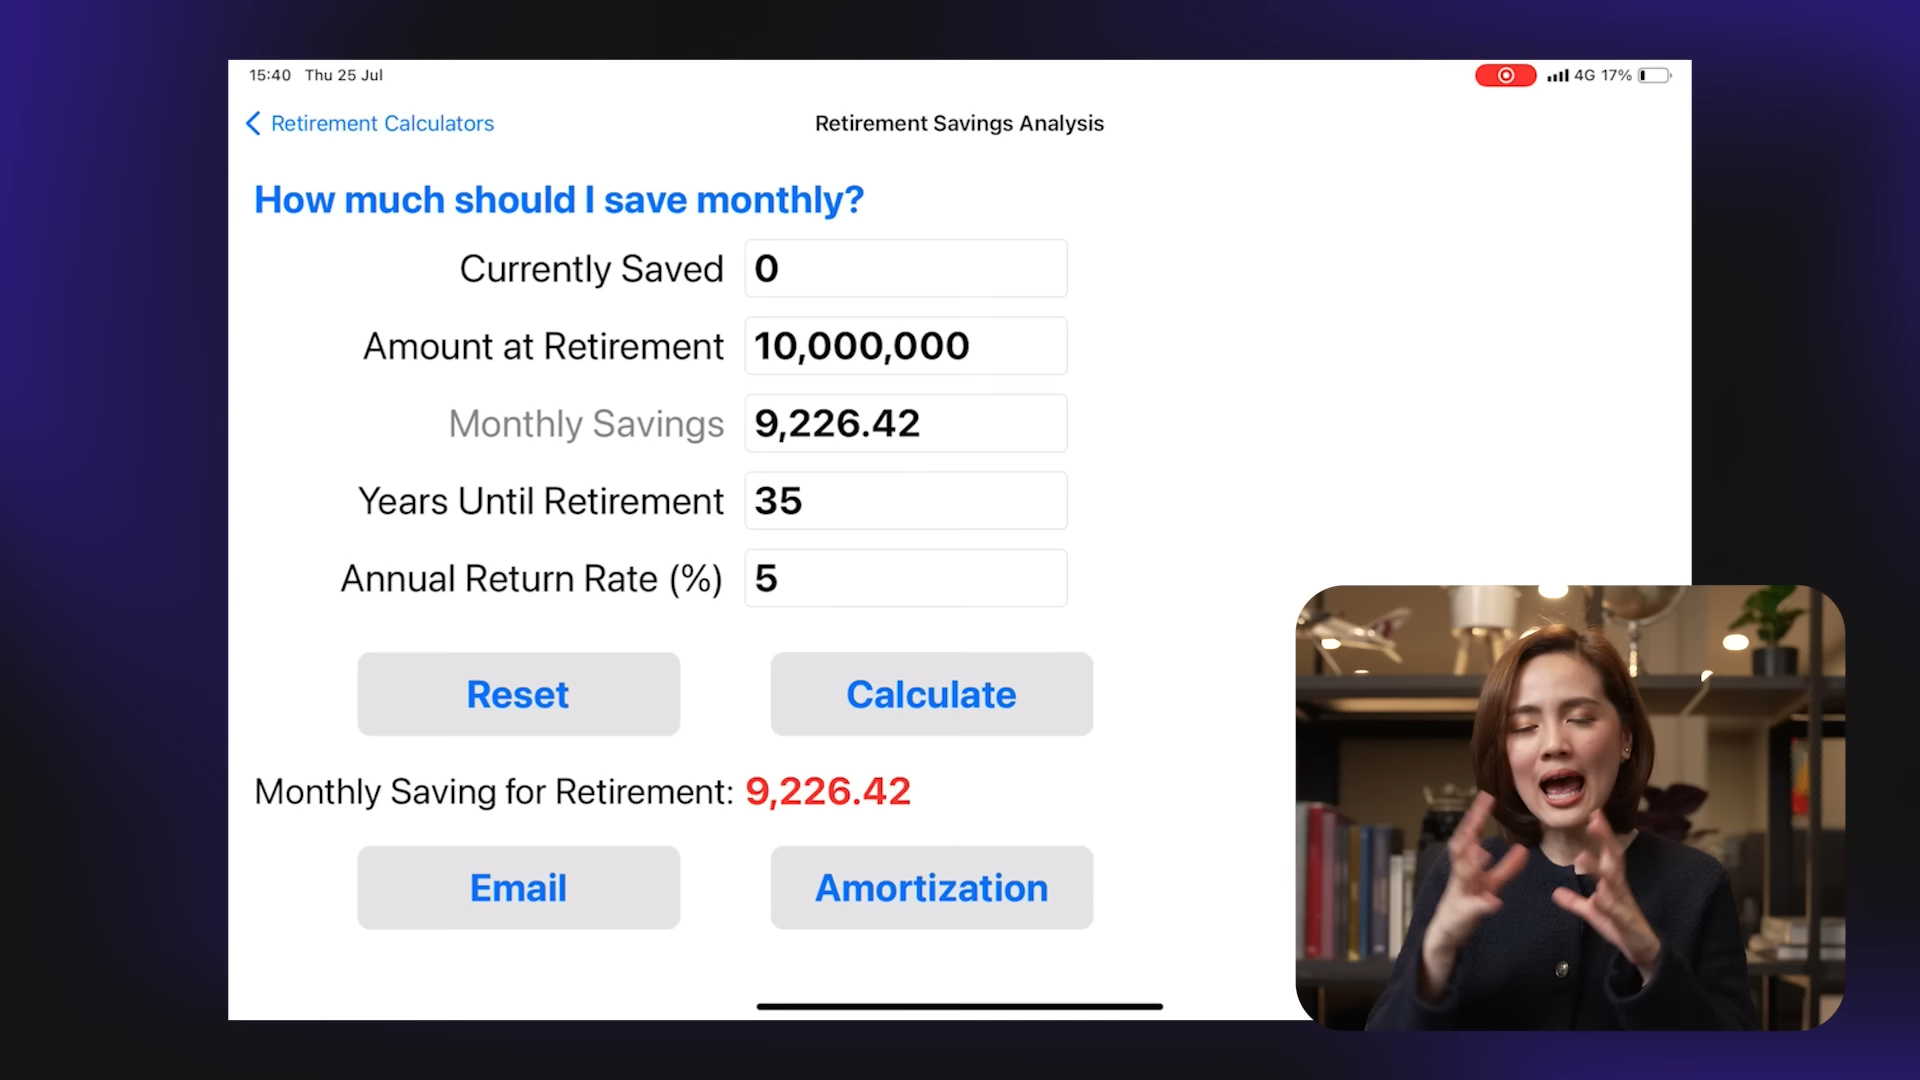 15:40 Thu 25 Jul
4G 17%
Retirement Calculators
Retirement Savings Analysis
How much should I save monthly?
Currently Saved 0
Amount at Retirement 10,000,000
Monthly Savings 9,226.42
Years Until Retirement 35
Annual Return Rate (%) 5
Reset
Calculate
Monthly Saving for Retirement: 9,226.42
Email
Amortization